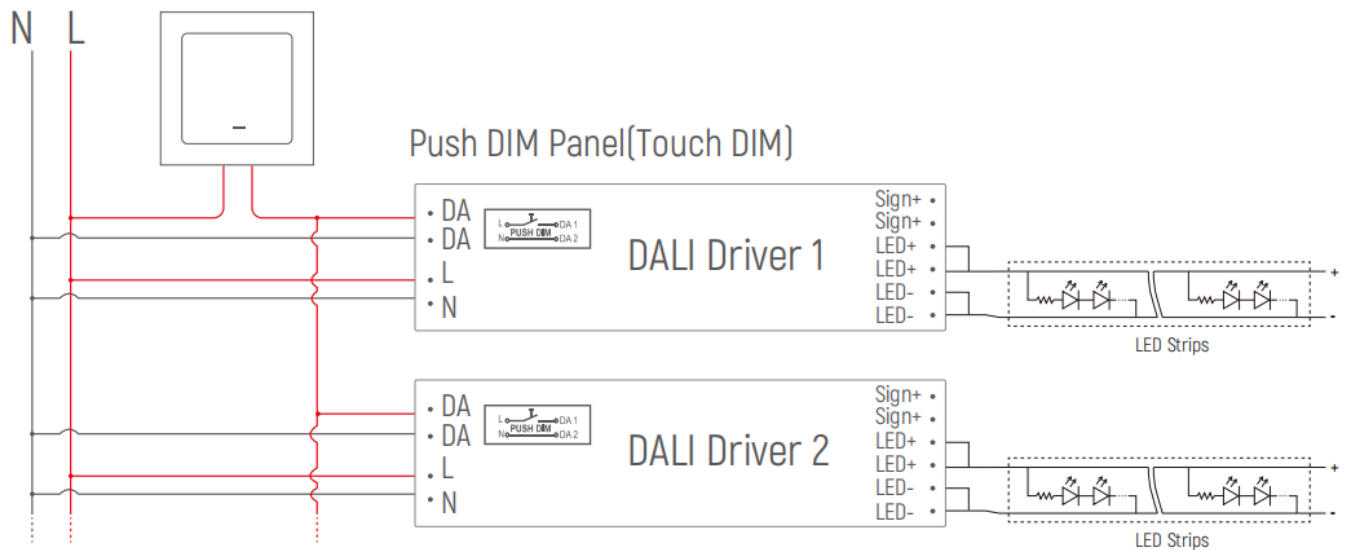 N L
Push DIM Panel(Touch DIM)
DA
DA
L
N
L DA 1
PUSH DIM
N DA 2
DALI Driver 1
Sign+
Sign+
LED+
LED+
LED-
LED-
+
-
LED Strips
DA
DA
L
N
L DA 1
PUSH DIM
N DA 2
DALI Driver 2
Sign+
Sign+
LED+
LED+
LED-
LED-
+
-
LED Strips